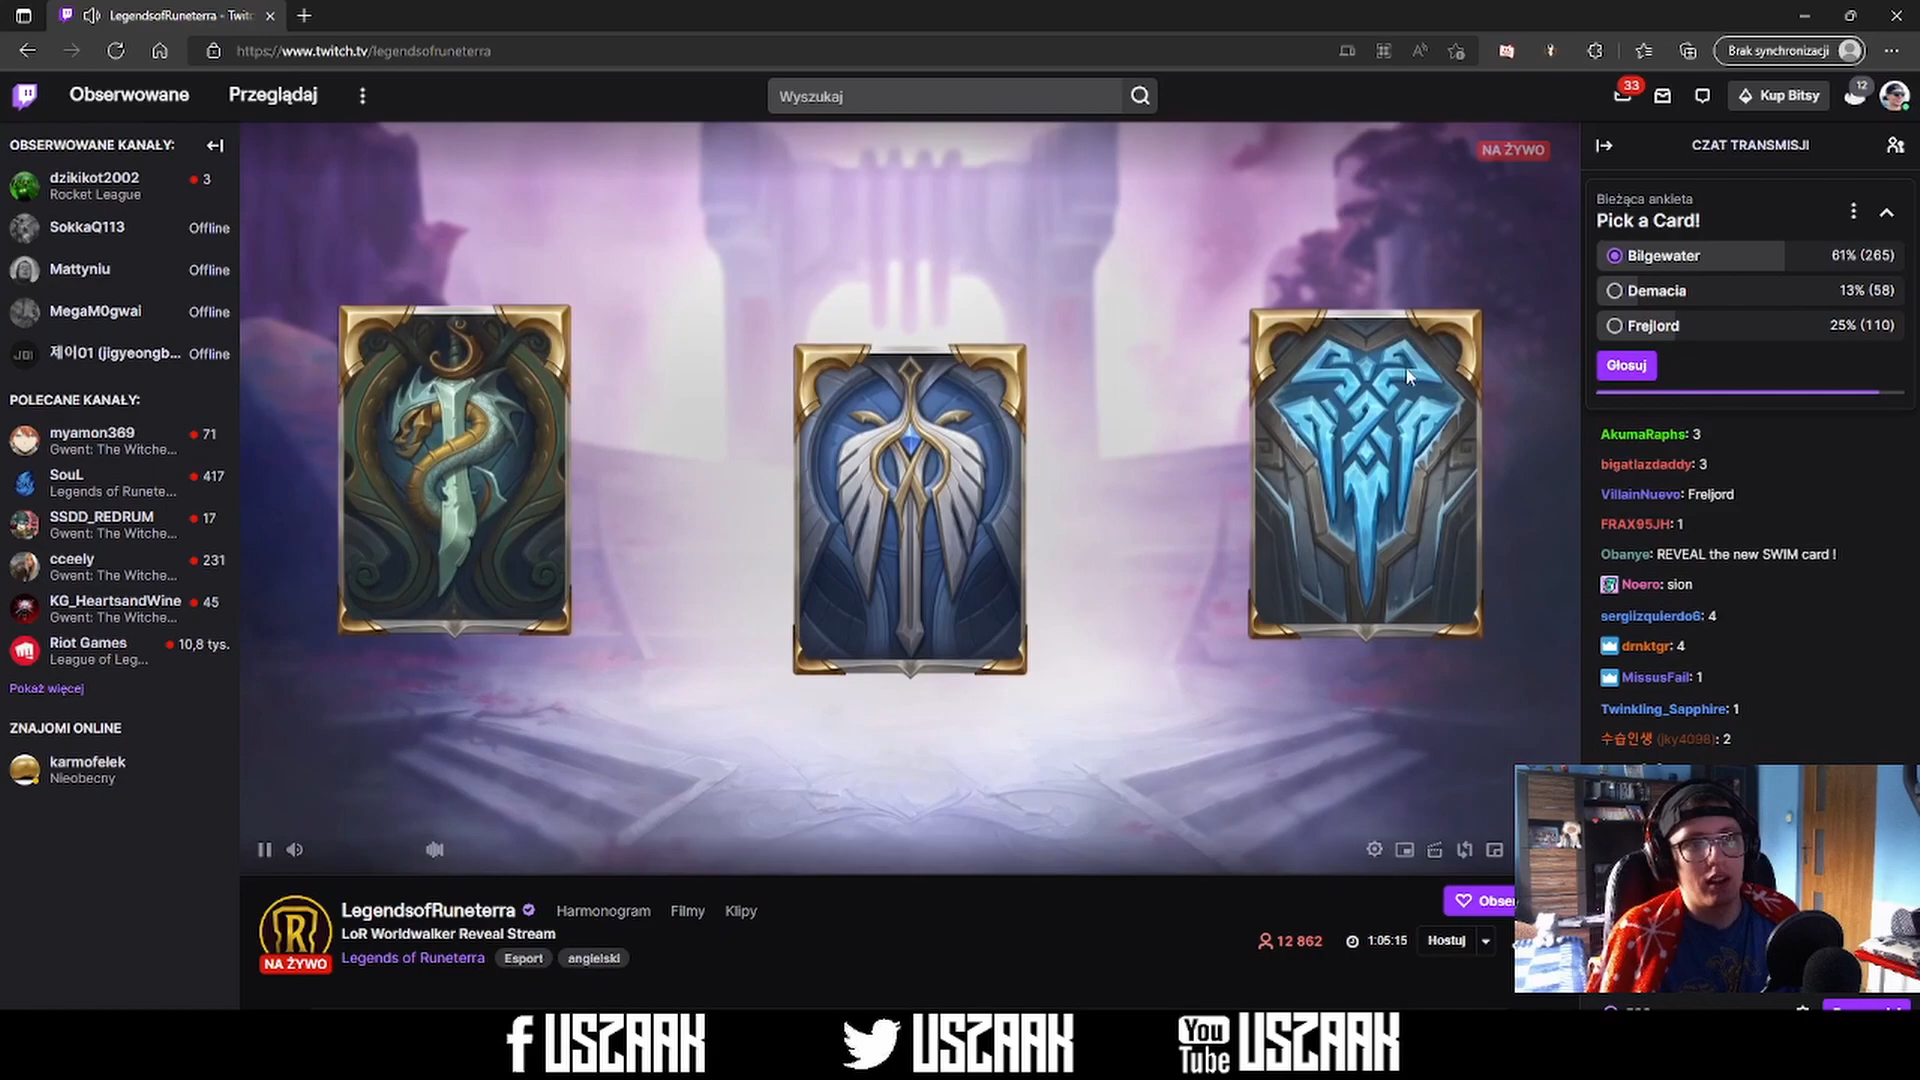 LegendsofRuneterra - Twitc
https://www.twitch.tv/legendsofruneterra
Brak synchronizacji
Obserwowane
Przeglądaj
Wyszukaj
33
Kup Bitsy
12
OBSERWOWANE KANAŁY:
dzikikot2002
3
Rocket League
SokkaQ113
Offline
Mattyniu
Offline
MegaM0gwai
Offline
제이01 (jigyeongb...
Offline
POLECANE KANAŁY:
myamon369
71
Gwent: The Witche...
SouL
417
Legends of Runete...
SSDD_REDRUM
17
Gwent: The Witche...
cceely
231
Gwent: The Witche...
KG_HeartsandWine
45
Gwent: The Witche...
Riot Games
10,8 tys.
League of Leg...
Pokaż więcej
ZNAJOMI ONLINE
karmofelek
Nieobecny
NA ŻYWO
LegendsofRuneterra
Harmonogram
Filmy
Klipy
LoR Worldwalker Reveal Stream
Legends of Runeterra
Esport
angielski
NA ŻYWO
Obser
12 862
1:05:15
Hostuj
CZAT TRANSMISJI
Bieżąca ankieta
Pick a Card!
Bilgewater 61% (265)
Demacia 13% (58)
Frejlord 25% (110)
Głosuj
AkumaRaphs: 3
bigatlazdaddy: 3
VillainNuevo: Freljord
FRAX95JH: 1
Obanye: REVEAL the new SWIM card !
Noero: sion
sergiizquierdo6: 4
drnktgr: 4
MissusFail: 1
Twinkling_Sapphire: 1
수습인생 (jky4096): 2
f USZAAK
USZAAK
You Tube USZAAK